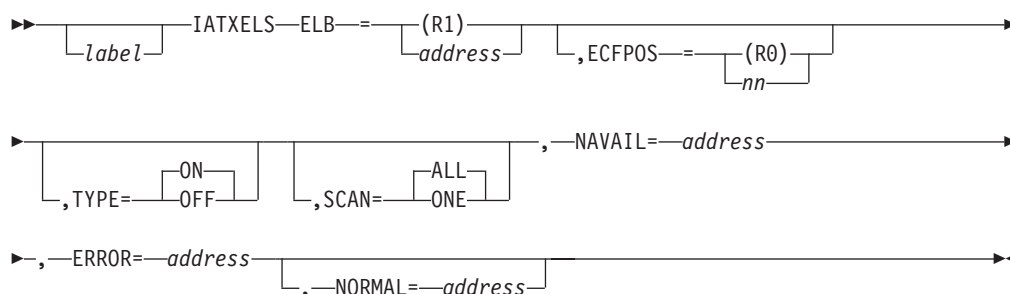 IATXELS ELB = (R1)
label address
,ECFPOS = (R0)
nn
,TYPE= ON
OFF
,SCAN= ALL
ONE
, NAVAIL= address
, ERROR= address
, NORMAL= address